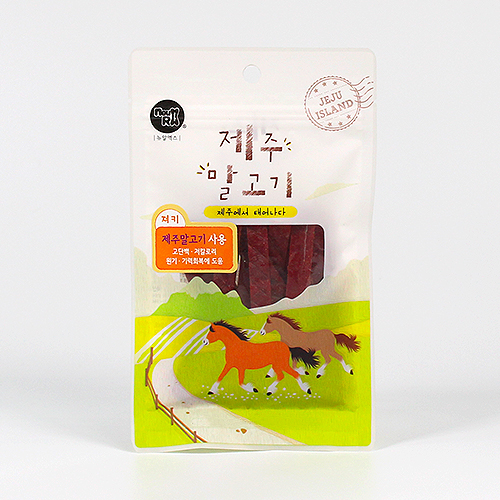 JEJU
ISLAND
뉴알엑스
제주
말고기
제주에서 태어나다
져키
제주말고기 사용
고단백 · 저칼로리
원기 · 기력회복에 도움